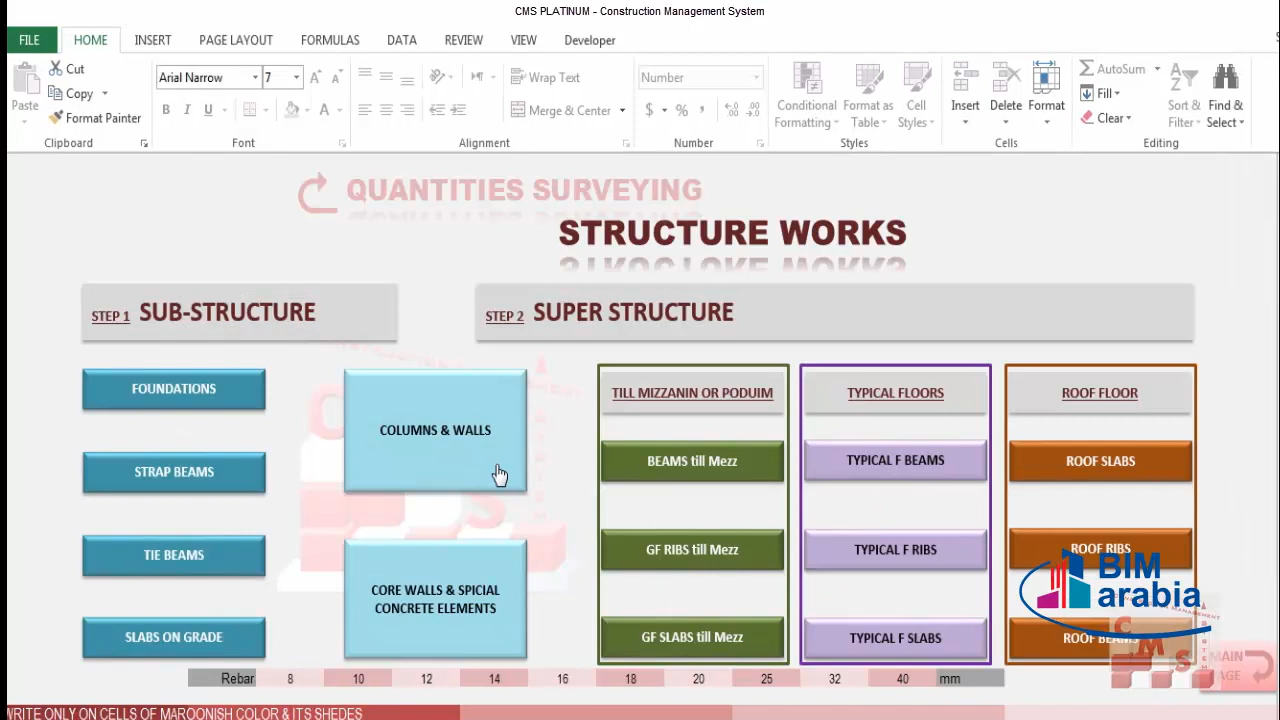 CMS PLATINUM - Construction Management System
FILE HOME INSERT PAGE LAYOUT FORMULAS DATA REVIEW VIEW Developer
Cut
Copy
Format Painter
Paste
Clipboard
Arial Narrow 7
B I U
Font
Wrap Text
Merge & Center
Alignment
Number
$ %
Number
Conditional Formatting
Format as Table
Cell Styles
Styles
Insert Delete Format
Cells
AutoSum
Fill
Clear
Sort & Filter
Find & Select
Editing
QUANTITIES SURVEYING
STRUCTURE WORKS
STEP 1 SUB-STRUCTURE
STEP 2 SUPER STRUCTURE
FOUNDATIONS
STRAP BEAMS
TIE BEAMS
SLABS ON GRADE
COLUMNS & WALLS
CORE WALLS & SPICIAL
CONCRETE ELEMENTS
TILL MIZZANIN OR PODUIM
BEAMS till Mezz
GF RIBS till Mezz
GF SLABS till Mezz
TYPICAL FLOORS
TYPICAL F BEAMS
TYPICAL F RIBS
TYPICAL F SLABS
ROOF FLOOR
ROOF SLABS
ROOF RIBS
ROOF BEAMS
BIM
arabia
CMS
MAIN
Rebar 8 10 12 14 16 18 20 25 32 40 mm
WRITE ONLY ON CELLS OF MAROONISH COLOR & ITS SHEDES